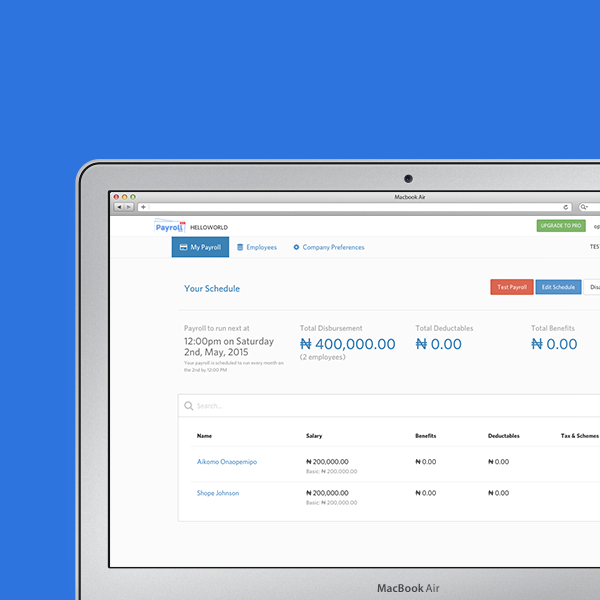 Macbook Air
Payroll HELLOWORLD
UPGRADE TO PRO
My Payroll Employees Company Preferences
Your Schedule
Test Payroll Edit Schedule
Payroll to run next at Total Disbursement Total Deductables Total Benefits
12:00pm on Saturday ₦ 400,000.00 ₦ 0.00 ₦ 0.00
2nd, May, 2015 (2 employees)
Your payroll is scheduled to run every month on
the 2nd by 12:00 PM
Search...
Name Salary Benefits Deductables Tax & Schemes
Aikomo Onaopemipo ₦ 200,000.00 ₦ 0.00 ₦ 0.00
Basic: ₦ 200,000.00
Shope Johnson ₦ 200,000.00 ₦ 0.00 ₦ 0.00
Basic: ₦ 200,000.00
MacBook Air